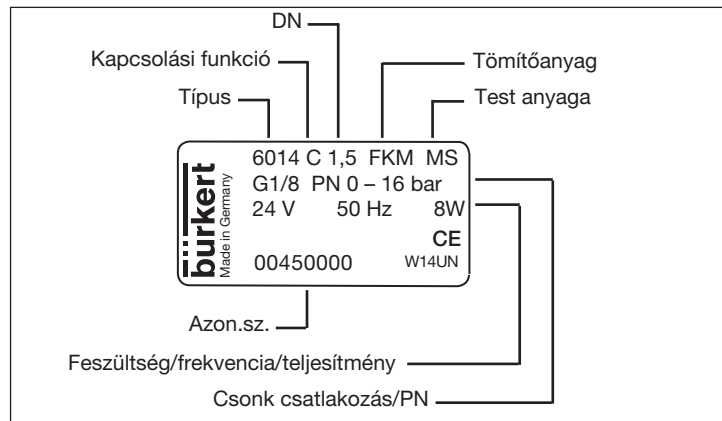 DN
Kapcsolási funkció
Tömítőanyag
Típus
Test anyaga
bürkert
Made in Germany
6014 C 1,5 FKM MS
G1/8 PN 0 – 16 bar
24 V 50 Hz 8W
CE
00450000 W14UN
Azon.sz.
Feszültség/frekvencia/teljesítmény
Csonk csatlakozás/PN